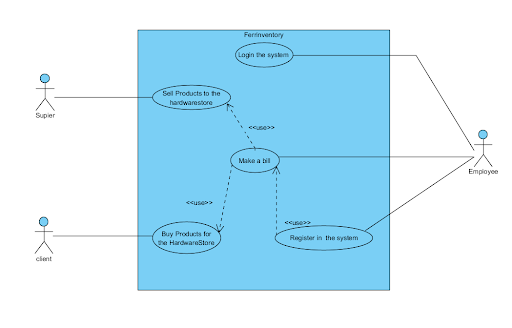 FerrInventory
Login the system
Sell Products to the
hardwarestore
Supier
<<use>>
Make a bill
Employee
<<use>>
<<use>>
Buy Products for
the HardwareStore
Register in the system
client